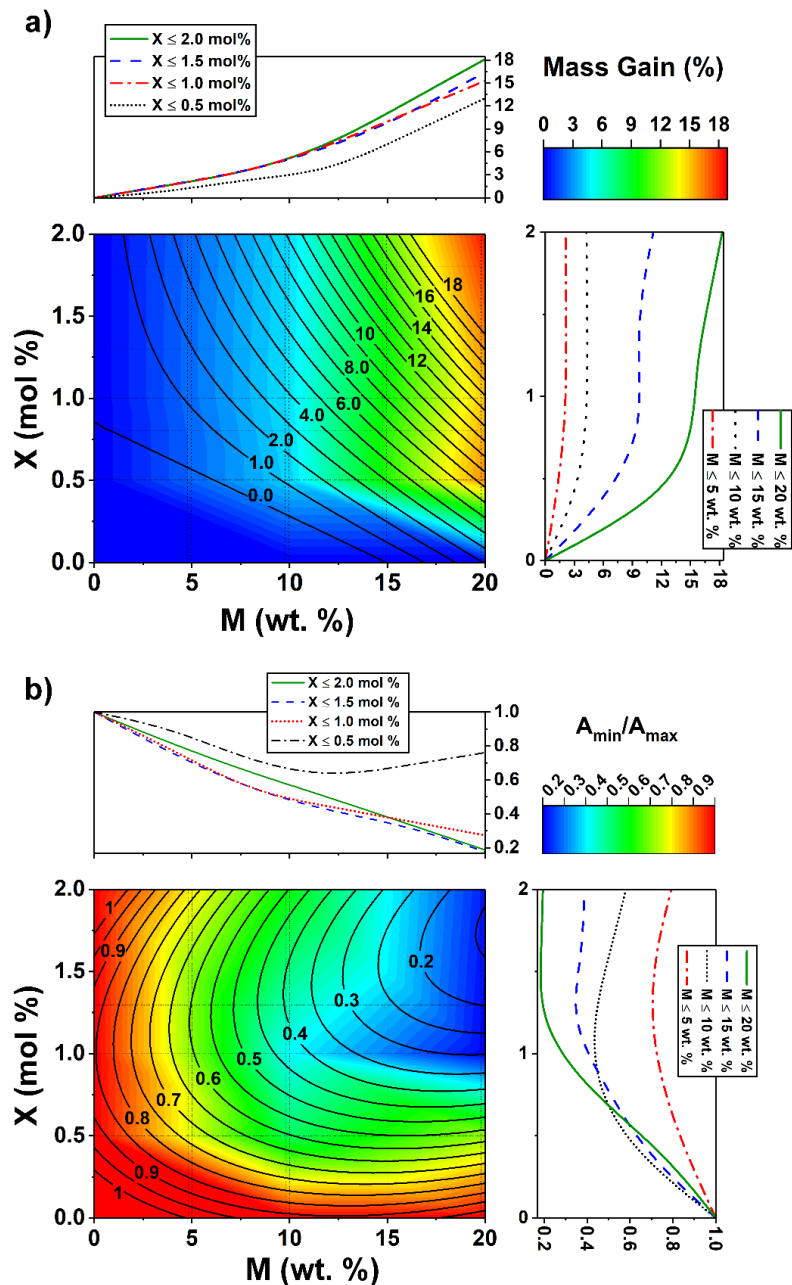 a)
X ≤ 2.0 mol%
X ≤ 1.5 mol%
X ≤ 1.0 mol%
X ≤ 0.5 mol%
18
15
12
9
6
3
0
Mass Gain (%)
0 3 6 9 12 15 18
2.0
1.5
1.0
0.5
0.0
X (mol %)
18
16
14
12
10
8.0
6.0
4.0
2.0
1.0
0.0
0 5 10 15 20
M (wt. %)
2
1
0
0 3 6 9 12 15 18
M ≤ 5 wt. %
M ≤ 10 wt. %
M ≤ 15 wt. %
M ≤ 20 wt. %
b)
X ≤ 2.0 mol %
X ≤ 1.5 mol %
X ≤ 1.0 mol %
X ≤ 0.5 mol %
1.0
0.8
0.6
0.4
0.2
Amin/Amax
0.2 0.3 0.4 0.5 0.6 0.7 0.8 0.9
2.0
1.5
1.0
0.5
0.0
X (mol %)
1
0.9
0.2
0.3
0.4
0.5
0.6
0.7
0.8
0.9
1
0 5 10 15 20
M (wt. %)
2
1
0
0.2 0.4 0.6 0.8 1.0
M ≤ 5 wt. %
M ≤ 10 wt. %
M ≤ 15 wt. %
M ≤ 20 wt. %